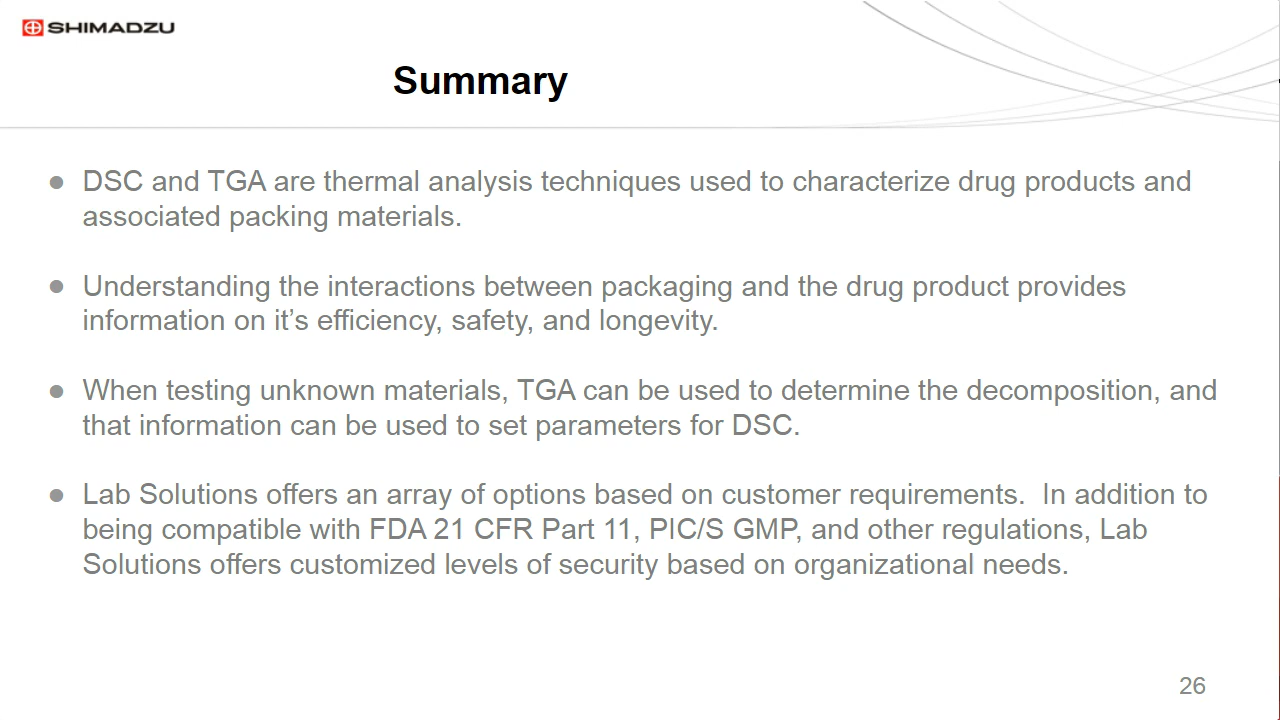 SHIMADZU
Summary
● DSC and TGA are thermal analysis techniques used to characterize drug products and
associated packing materials.
● Understanding the interactions between packaging and the drug product provides
information on it’s efficiency, safety, and longevity.
● When testing unknown materials, TGA can be used to determine the decomposition, and
that information can be used to set parameters for DSC.
● Lab Solutions offers an array of options based on customer requirements.  In addition to
being compatible with FDA 21 CFR Part 11, PIC/S GMP, and other regulations, Lab
Solutions offers customized levels of security based on organizational needs.
26